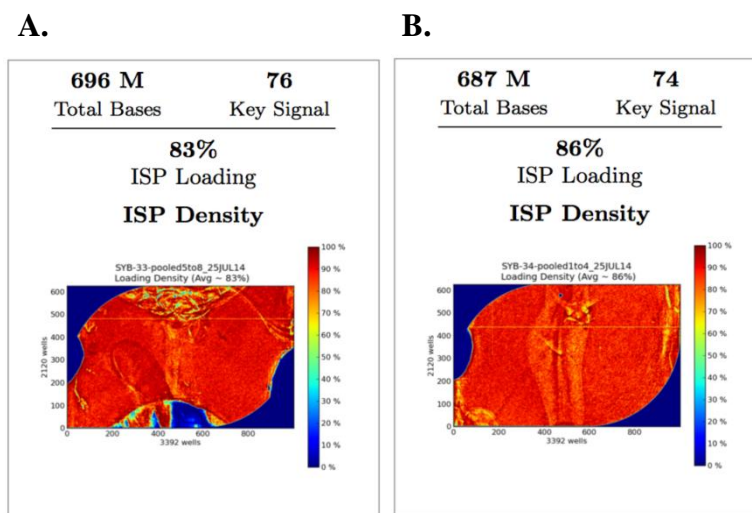 A.
696 M 76
Total Bases Key Signal
83%
ISP Loading
ISP Density
SYB-33-pooled5to8_25JUL14
Loading Density (Avg ~ 83%)
100 %
90 %
80 %
70 %
60 %
50 %
40 %
30 %
20 %
10 %
0 %
600
500
400
300
200
100
0
2120 wells
0 200 400 600 800
3392 wells
B.
687 M 74
Total Bases Key Signal
86%
ISP Loading
ISP Density
SYB-34-pooled1to4_25JUL14
Loading Density (Avg ~ 86%)
100 %
90 %
80 %
70 %
60 %
50 %
40 %
30 %
20 %
10 %
0 %
600
500
400
300
200
100
0
2120 wells
0 200 400 600 800
3392 wells